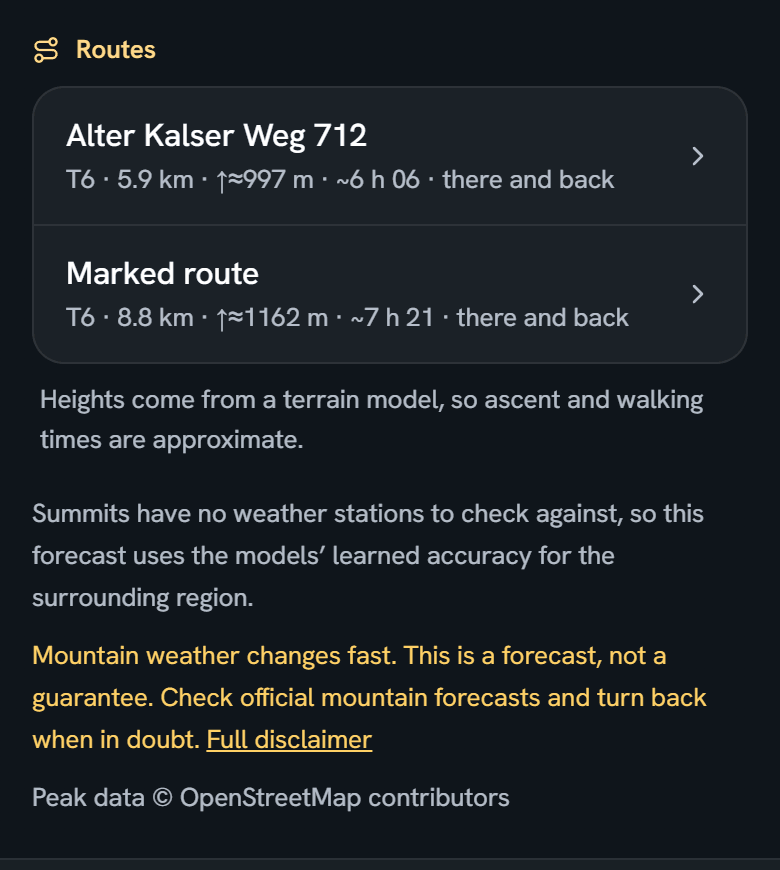 Routes
Alter Kalser Weg 712
T6 · 5.9 km · ↑≈997 m · ~6 h 06 · there and back
Marked route
T6 · 8.8 km · ↑≈1162 m · ~7 h 21 · there and back
Heights come from a terrain model, so ascent and walking
times are approximate.
Summits have no weather stations to check against, so this
forecast uses the models’ learned accuracy for the
surrounding region.
Mountain weather changes fast. This is a forecast, not a
guarantee. Check official mountain forecasts and turn back
when in doubt. Full disclaimer
Peak data © OpenStreetMap contributors